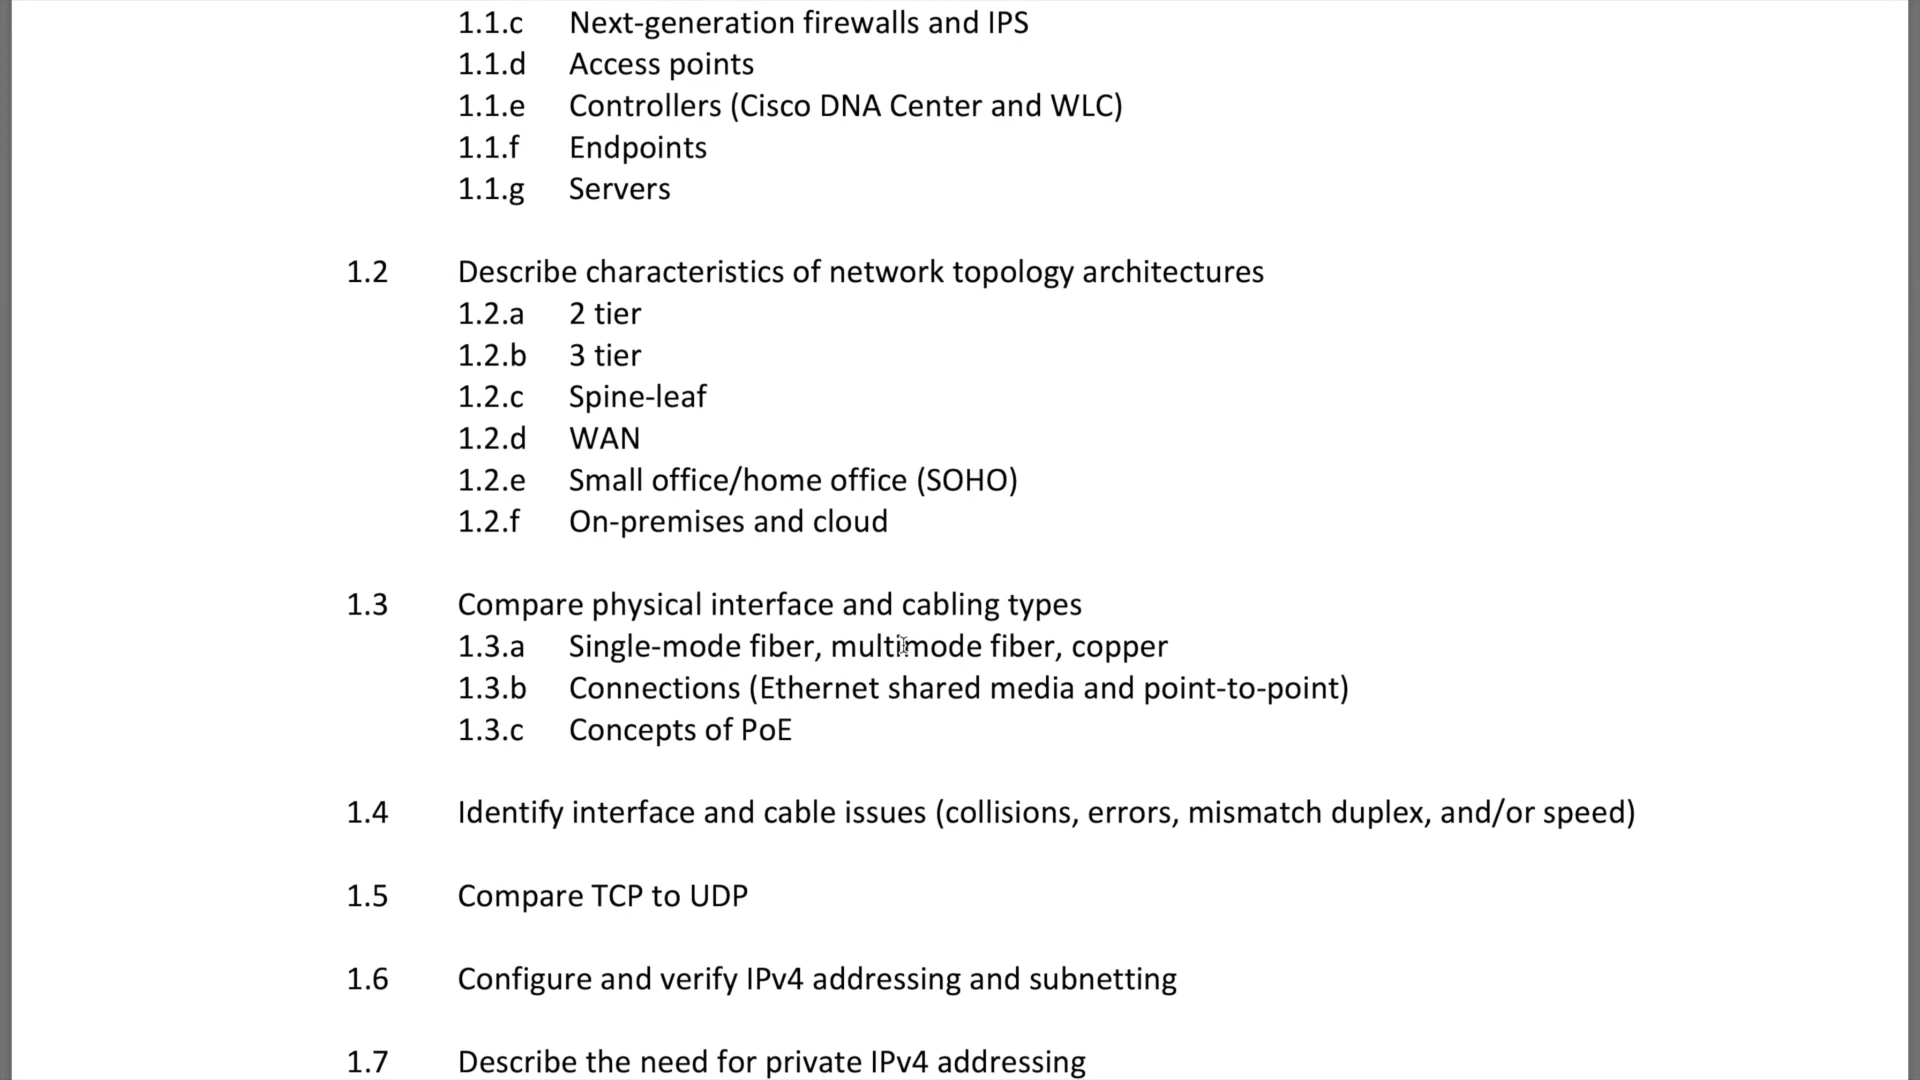 1.1.c Next-generation firewalls and IPS
1.1.d Access points
1.1.e Controllers (Cisco DNA Center and WLC)
1.1.f Endpoints
1.1.g Servers
1.2 Describe characteristics of network topology architectures
1.2.a 2 tier
1.2.b 3 tier
1.2.c Spine-leaf
1.2.d WAN
1.2.e Small office/home office (SOHO)
1.2.f On-premises and cloud
1.3 Compare physical interface and cabling types
1.3.a Single-mode fiber, multimode fiber, copper
1.3.b Connections (Ethernet shared media and point-to-point)
1.3.c Concepts of PoE
1.4 Identify interface and cable issues (collisions, errors, mismatch duplex, and/or speed)
1.5 Compare TCP to UDP
1.6 Configure and verify IPv4 addressing and subnetting
1.7 Describe the need for private IPv4 addressing